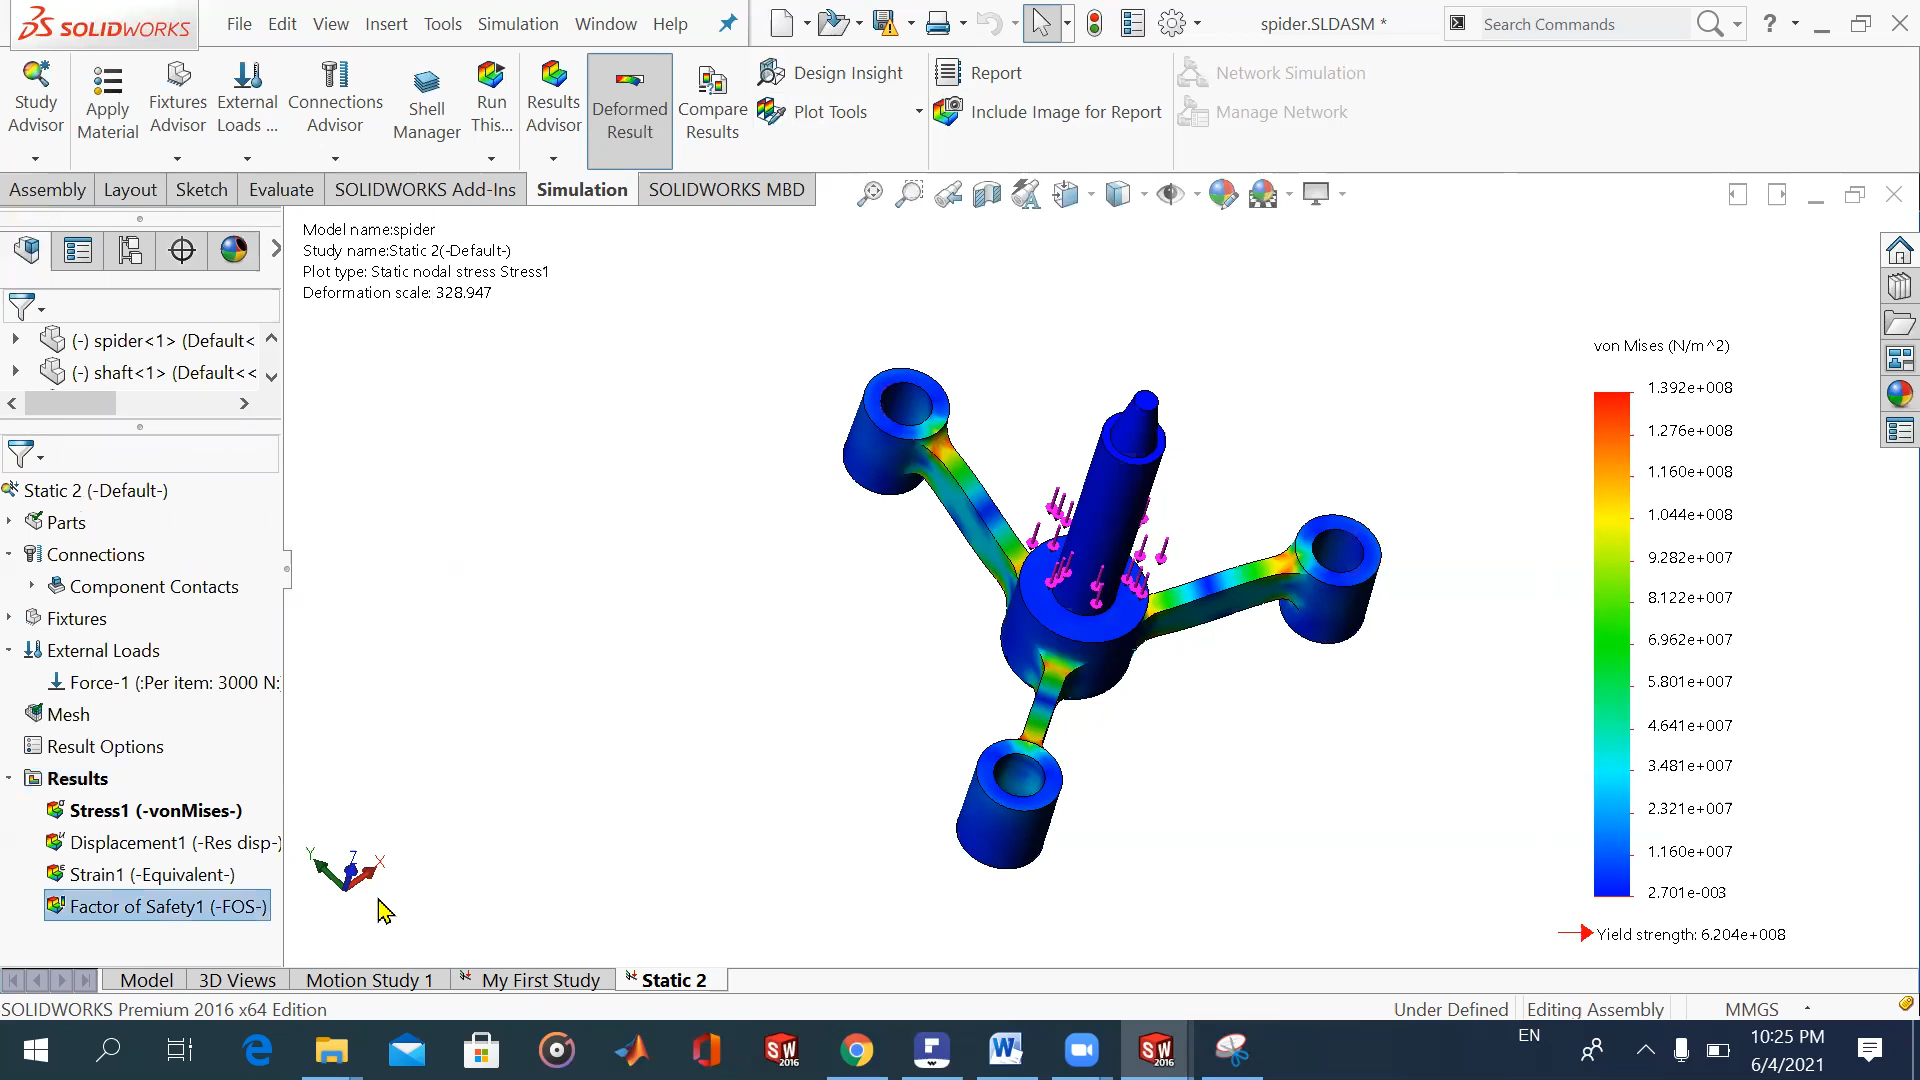 SOLIDWORKS File Edit View Insert Tools Simulation Window Help spider.SLDASM * Search Commands ?
Study Advisor
Apply Material
Fixtures Advisor
External Loads ...
Connections Advisor
Shell Manager
Run This...
Results Advisor
Deformed Result
Compare Results
Design Insight
Plot Tools
Report
Include Image for Report
Network Simulation
Manage Network
Assembly Layout Sketch Evaluate SOLIDWORKS Add-Ins Simulation SOLIDWORKS MBD
Model name:spider
Study name:Static 2(-Default-)
Plot type: Static nodal stress Stress1
Deformation scale: 328.947
(-) spider<1> (Default<
(-) shaft<1> (Default<<
Static 2 (-Default-)
Parts
Connections
Component Contacts
Fixtures
External Loads
Force-1 (:Per item: 3000 N:
Mesh
Result Options
Results
Stress1 (-vonMises-)
Displacement1 (-Res disp-)
Strain1 (-Equivalent-)
Factor of Safety1 (-FOS-)
Y Z X
von Mises (N/m^2)
1.392e+008
1.276e+008
1.160e+008
1.044e+008
9.282e+007
8.122e+007
6.962e+007
5.801e+007
4.641e+007
3.481e+007
2.321e+007
1.160e+007
2.701e-003
Yield strength: 6.204e+008
Model 3D Views Motion Study 1 My First Study Static 2
SOLIDWORKS Premium 2016 x64 Edition Under Defined Editing Assembly MMGS
SW 2016 W SW 2016 EN 10:25 PM
6/4/2021